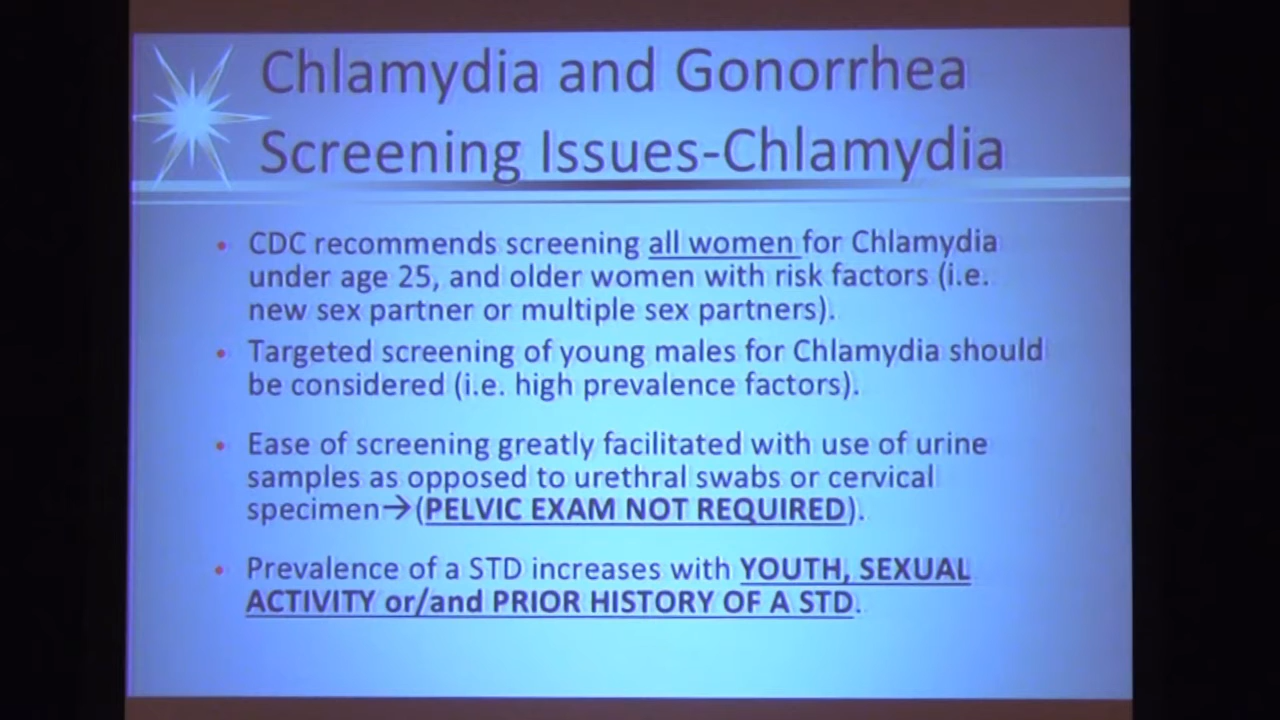 Chlamydia and Gonorrhea
Screening Issues-Chlamydia
• CDC recommends screening all women for Chlamydia
under age 25, and older women with risk factors (i.e.
new sex partner or multiple sex partners).
• Targeted screening of young males for Chlamydia should
be considered (i.e. high prevalence factors).
• Ease of screening greatly facilitated with use of urine
samples as opposed to urethral swabs or cervical
specimen→(PELVIC EXAM NOT REQUIRED).
• Prevalence of a STD increases with YOUTH, SEXUAL
ACTIVITY or/and PRIOR HISTORY OF A STD.